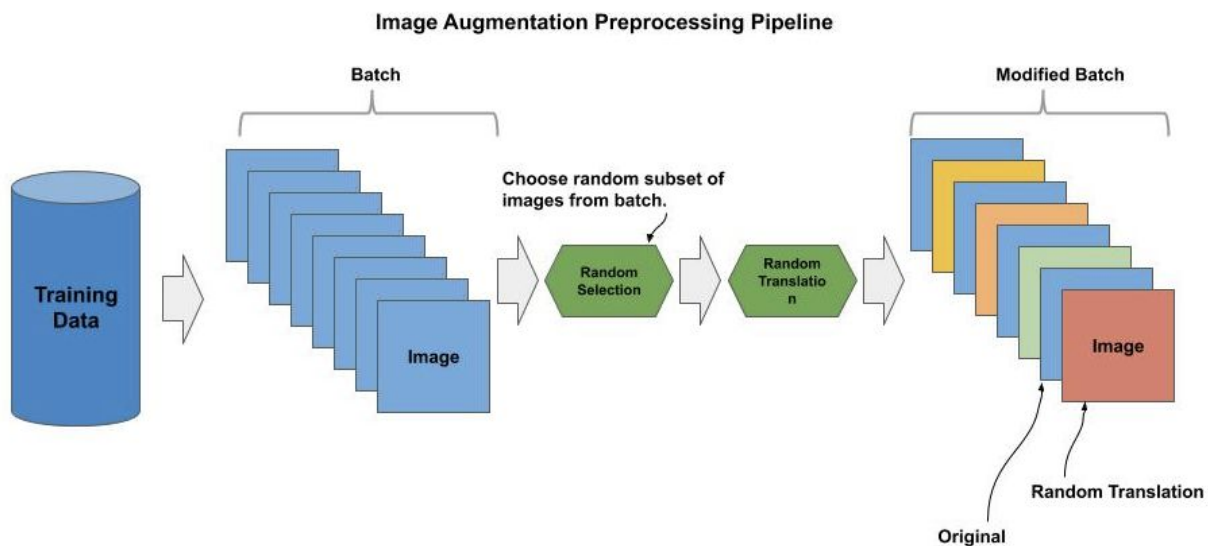 Image Augmentation Preprocessing Pipeline
Batch
Modified Batch
Choose random subset of
images from batch.
Training
Data
Random
Selection
Random
Translatio
n
Image
Image
Random Translation
Original